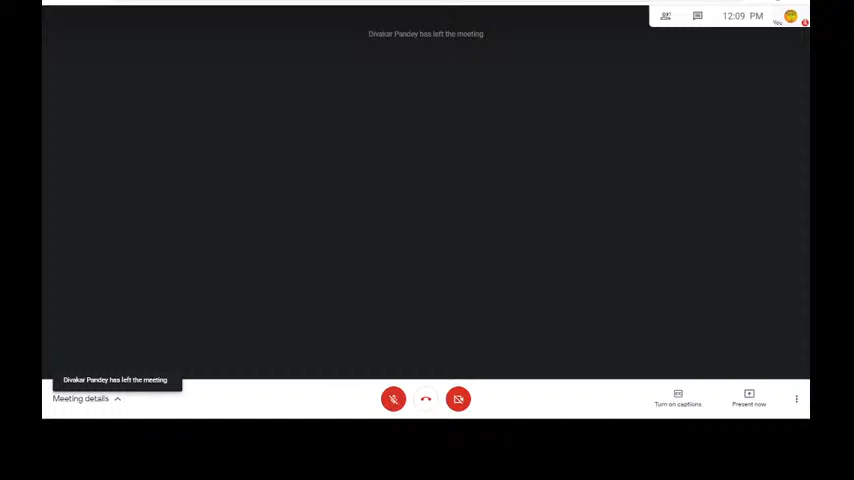 12:09 PM
You
Divakar Pandey has left the meeting
Divakar Pandey has left the meeting
Meeting details
Turn on captions
Present now